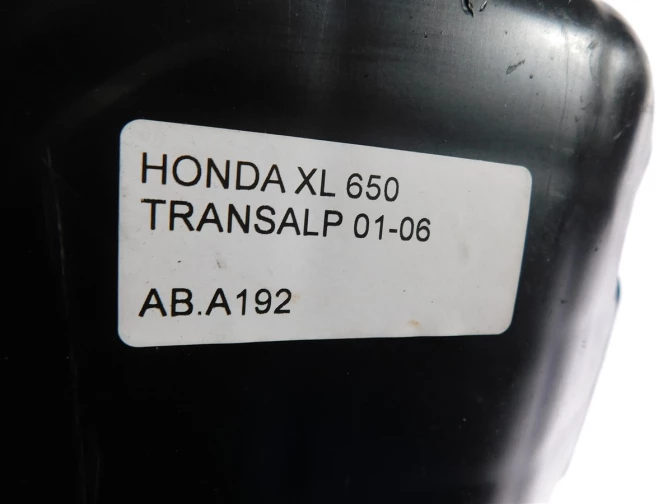 HONDA XL 650
TRANSALP 01-06
AB.A192